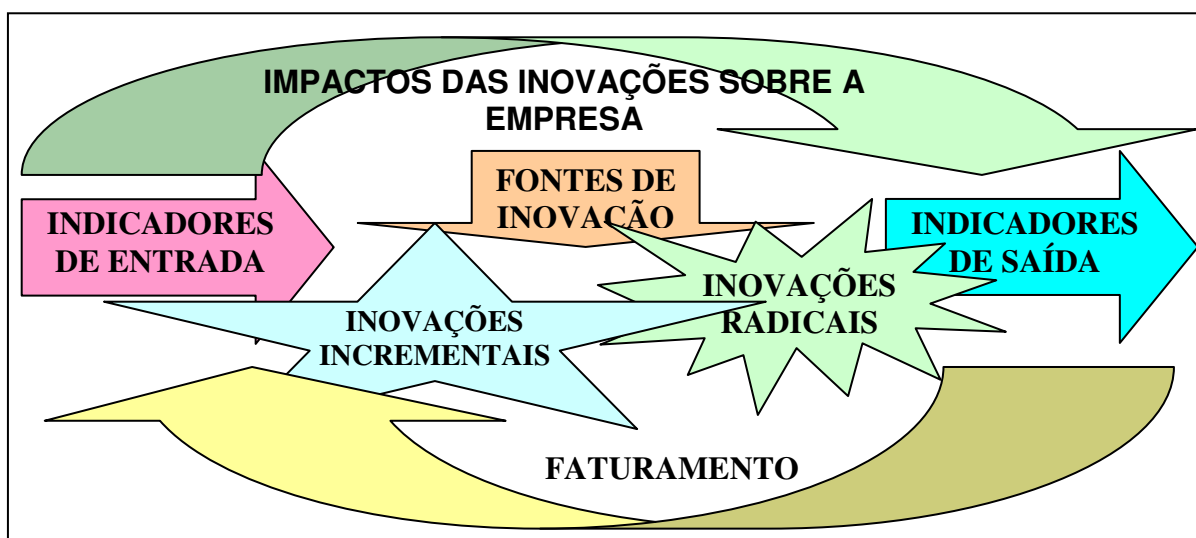 IMPACTOS DAS INOVAÇÕES SOBRE A
EMPRESA
FONTES DE
INOVAÇÃO
INDICADORES
DE ENTRADA
INDICADORES
DE SAÍDA
INOVAÇÕES
RADICAIS
INOVAÇÕES
INCREMENTAIS
FATURAMENTO